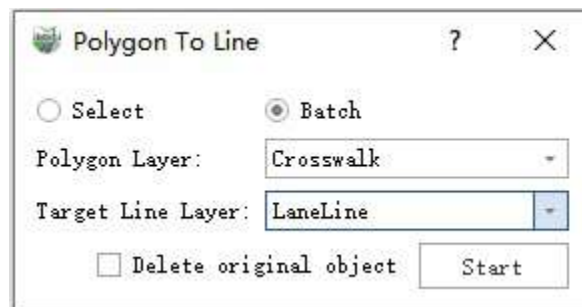 Polygon To Line ? ×
Select Batch
Polygon Layer: Crosswalk
Target Line Layer: LaneLine
Delete original object Start